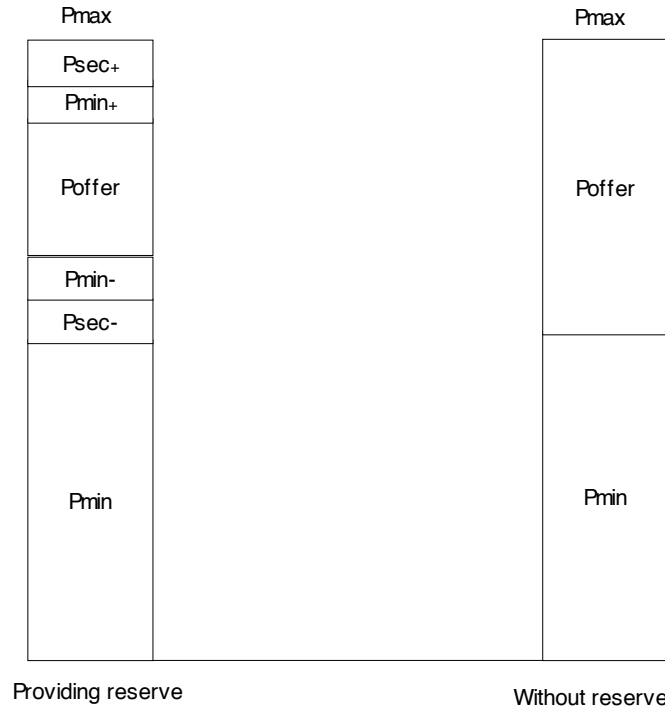 Pmax
Pmax
Psec+
Pmin+
Poffer
Poffer
Pmin-
Psec-
Pmin
Pmin
Providing reserve
Without reserve